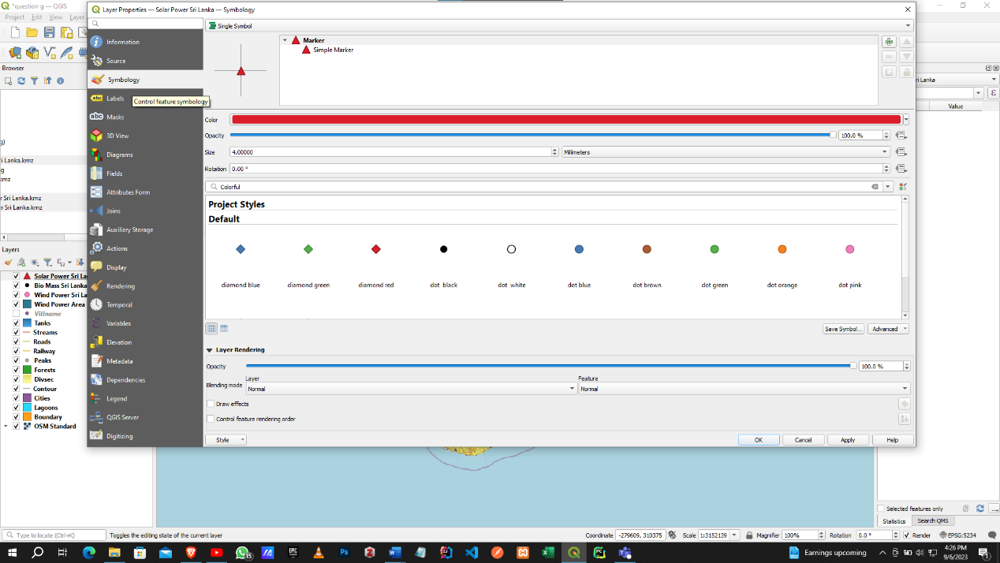 *question g — QGIS
Layer Properties — Solar Power Sri Lanka — Symbology
Project Edit View Layer
Browser
g)
i Lanka.kmz
g
kmz
r Sri Lanka.kmz
er Sri Lanka.kmz
Layers
Solar Power Sri La
Bio Mass Sri Lanka
Wind Power Sri La
Wind Power Area
Villname
Tanks
Streams
Roads
Railway
Peaks
Forests
Divsec
Contour
Cities
Lagoons
Boundary
OSM Standard
Information
Source
Symbology
Labels
Control feature symbology
Masks
3D View
Diagrams
Fields
Attributes Form
Joins
Auxiliary Storage
Actions
Display
Rendering
Temporal
Variables
Elevation
Metadata
Dependencies
Legend
QGIS Server
Digitizing
Single Symbol
Marker
Simple Marker
Color
Opacity 100.0 %
Size 4.00000 Millimeters
Rotation 0.00 °
Colorful
Project Styles
Default
diamond blue diamond green diamond red dot black dot white dot blue dot brown dot green dot orange dot pink
Save Symbol... Advanced
Layer Rendering
Opacity 100.0 %
Layer Feature
Blending mode Normal Normal
Draw effects
Control feature rendering order
Style OK Cancel Apply Help
ri Lanka
ε
Value
Selected features only
Statistics Search QMS
Type to locate (Ctrl+K) Toggles the editing state of the current layer Coordinate -279609, 310375 Scale 1:3152139 Magnifier 100% Rotation 0.0 ° Render EPSG:5234
15
Ps
Earnings upcoming
4:26 PM
9/6/2023
1